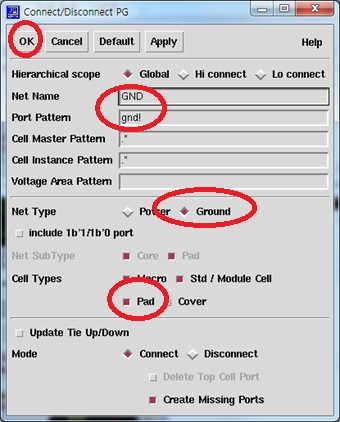 Connect/Disconnect PG
OK Cancel Default Apply Help
Hierarchical scope Global Hi connect Lo connect
Net Name GND
Port Pattern gnd!
Cell Master Pattern .*
Cell Instance Pattern .*
Voltage Area Pattern
Net Type Power Ground
include 1b'1/1b'0 port
Net SubType Core Pad
Cell Types Macro Std / Module Cell
Pad Cover
Update Tie Up/Down
Mode Connect Disconnect
Delete Top Cell Port
Create Missing Ports